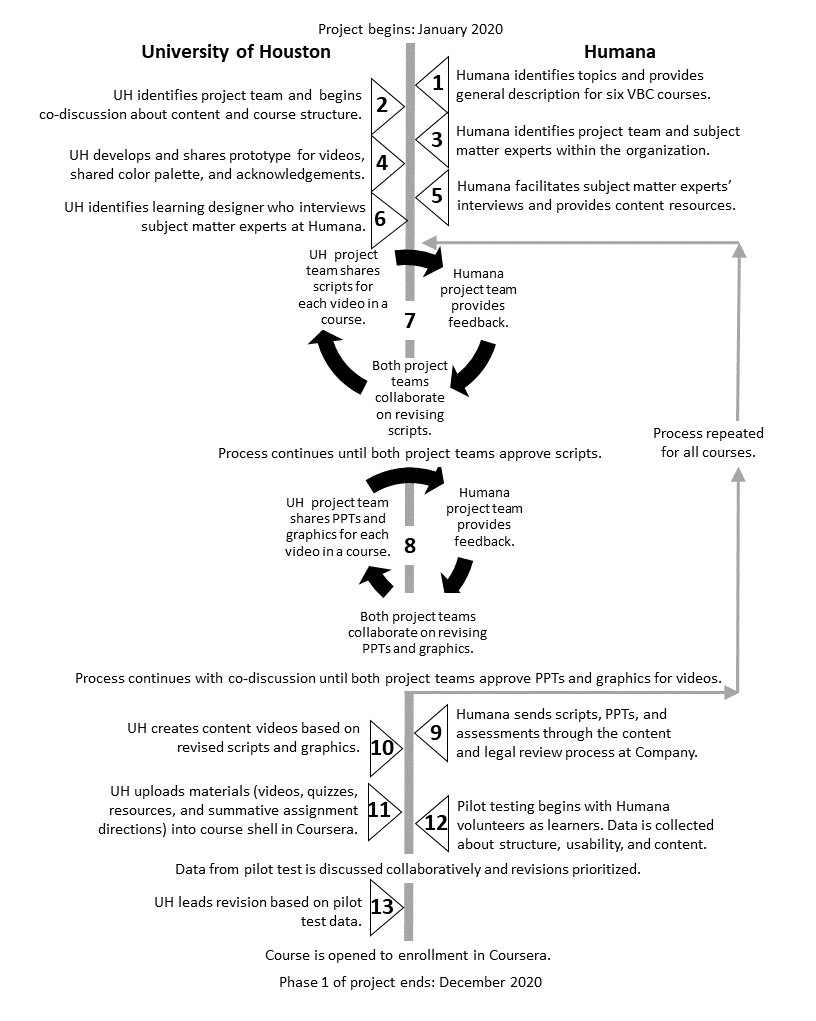 Project begins: January 2020
University of Houston
Humana
1
Humana identifies topics and provides
general description for six VBC courses.
UH identifies project team and begins
co-discussion about content and course structure.
2
3
Humana identifies project team and subject
matter experts within the organization.
UH develops and shares prototype for videos,
shared color palette, and acknowledgements.
4
5
Humana facilitates subject matter experts’
interviews and provides content resources.
UH identifies learning designer who interviews
subject matter experts at Humana.
6
UH project
team shares
scripts for
each video in a
course.
Humana
project team
provides
feedback.
7
Both project
teams
collaborate
on revising
scripts.
Process continues until both project teams approve scripts.
Process repeated
for all courses.
UH project team
shares PPTs and
graphics for each
video in a course.
Humana
project team
provides
feedback.
8
Both project teams
collaborate on revising
PPTs and graphics.
Process continues with co-discussion until both project teams approve PPTs and graphics for videos.
9
Humana sends scripts, PPTs, and
assessments through the content
and legal review process at Company.
UH creates content videos based on
revised scripts and graphics.
10
UH uploads materials (videos, quizzes,
resources, and summative assignment
directions) into course shell in Coursera.
11
12
Pilot testing begins with Humana
volunteers as learners. Data is collected
about structure, usability, and content.
Data from pilot test is discussed collaboratively and revisions prioritized.
UH leads revision based on pilot
test data.
13
Course is opened to enrollment in Coursera.
Phase 1 of project ends: December 2020